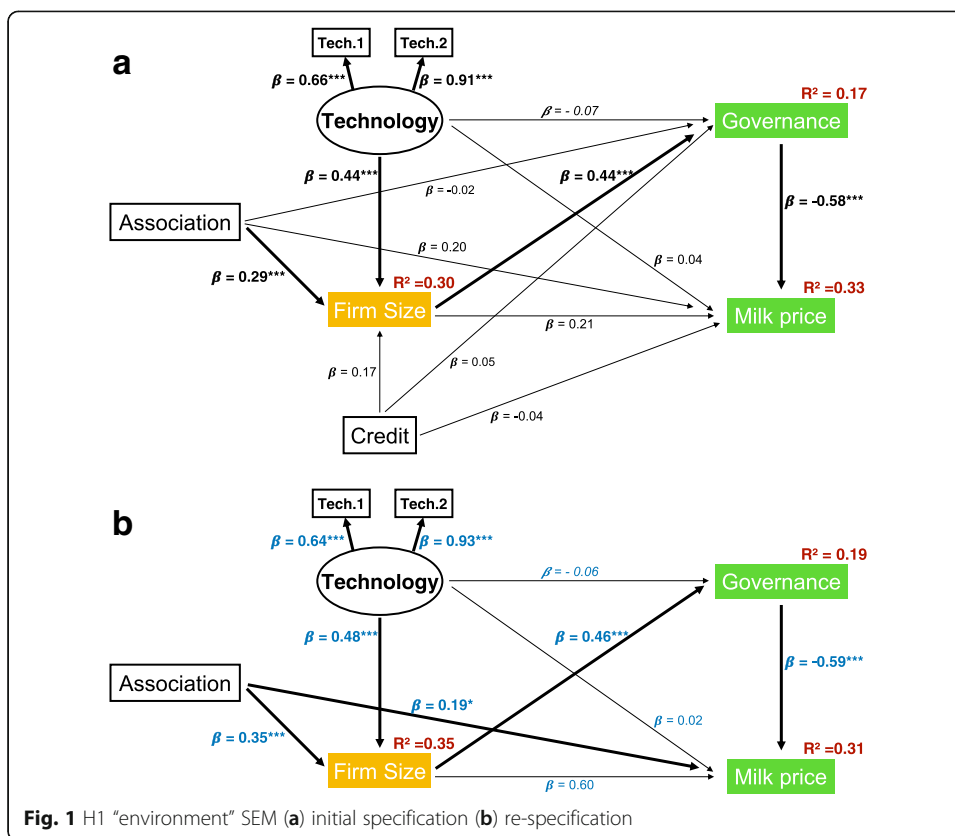 a
Tech.1 Tech.2
β = 0.66*** β = 0.91***
R² = 0.17
Technology
β = - 0.07
Governance
β = 0.44***
β = -0.02
β = 0.44***
β = -0.58***
Association
β = 0.20
β = 0.04
β = 0.29***
R² =0.30
R² =0.33
Firm Size
β = 0.21
Milk price
β = 0.17
β = 0.05
β = -0.04
Credit
b
Tech.1 Tech.2
β = 0.64*** β = 0.93***
R² = 0.19
Technology
β = - 0.06
Governance
β = 0.48***
β = 0.46***
β = -0.59***
Association
β = 0.19*
β = 0.02
β = 0.35***
R² =0.35
R² =0.31
Firm Size
β = 0.60
Milk price
Fig. 1 H1 “environment” SEM (a) initial specification (b) re-specification